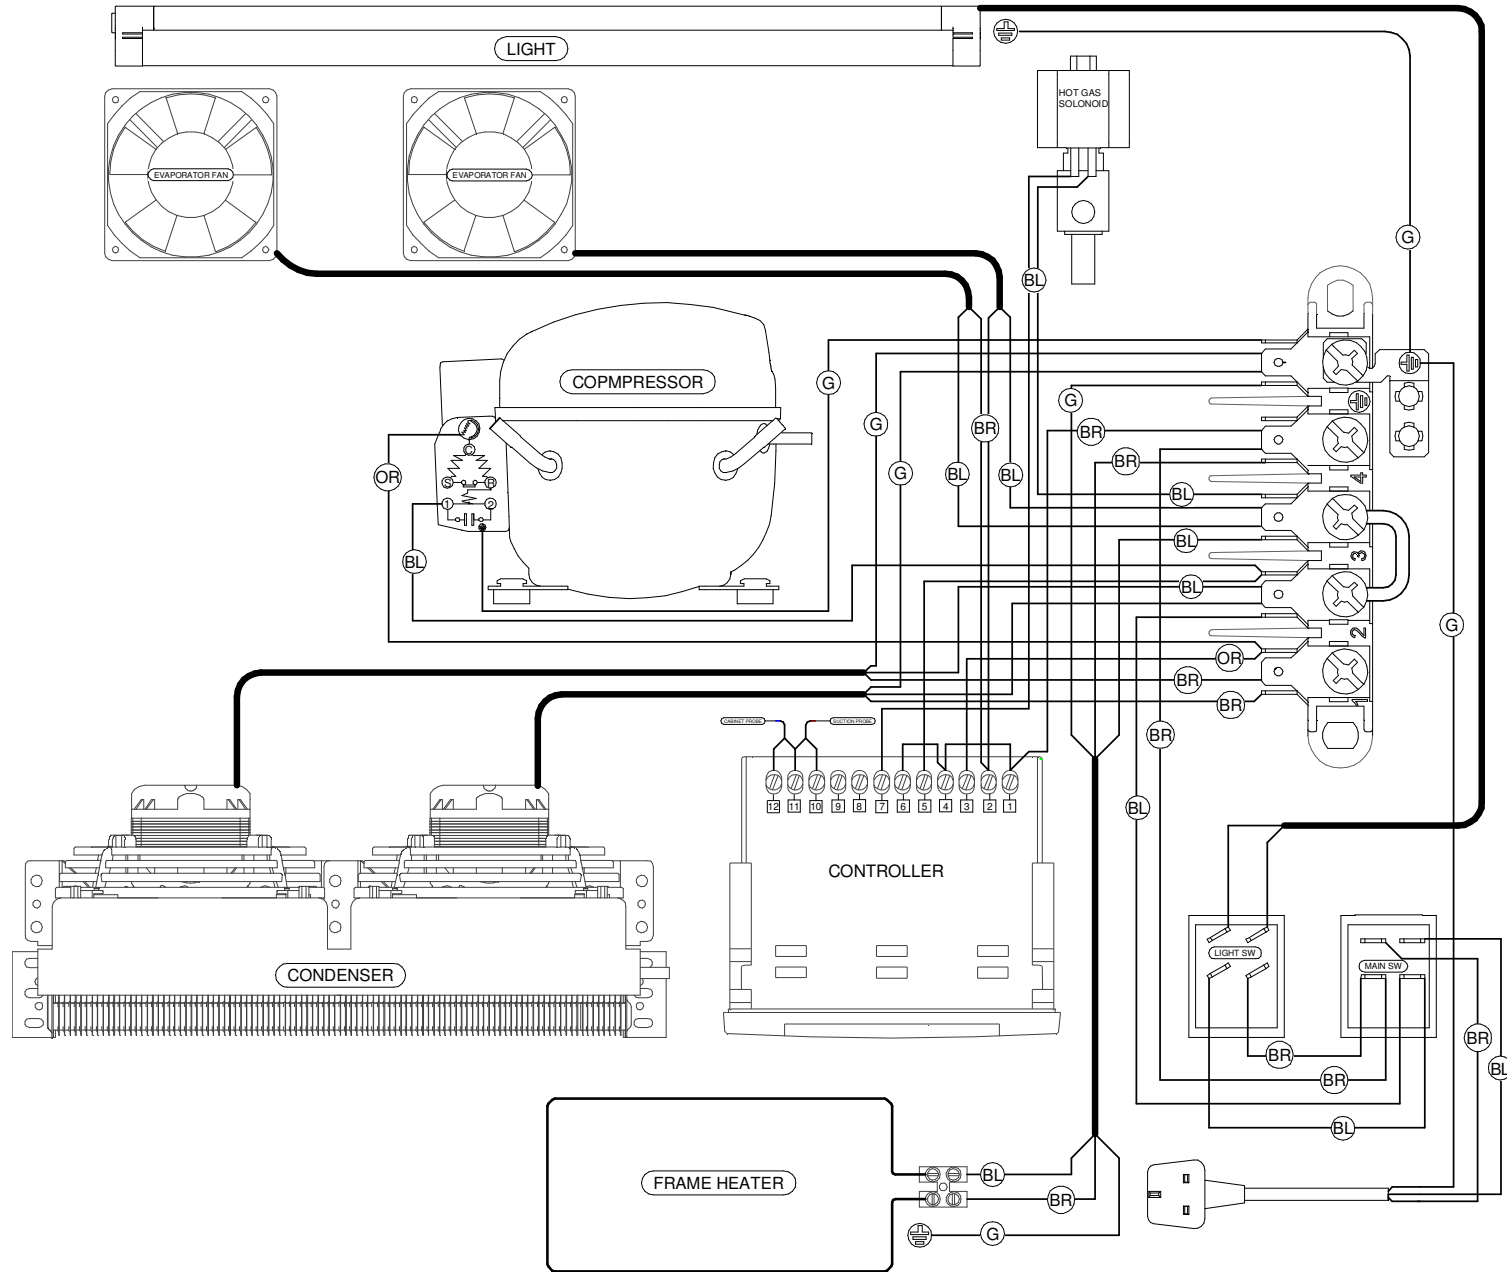 LIGHT
HOT GAS
SOLONOID
EVAPORATOR FAN
EVAPORATOR FAN
G
BL
COPMPRESSOR
G
G
BR
BR
BR
G
OR
C
S
R
1
2
G
BL
BL
BL
4
BL
BL
3
BL
G
2
OR
BR
BR
1
CABINET PROBE
SUCTION PROBE
BR
12
11
10
9
8
7
6
5
4
3
2
1
BL
CONTROLLER
LIGHT SW
MAIN SW
CONDENSER
BR
BR
BL
BR
BL
FRAME HEATER
BL
BR
G